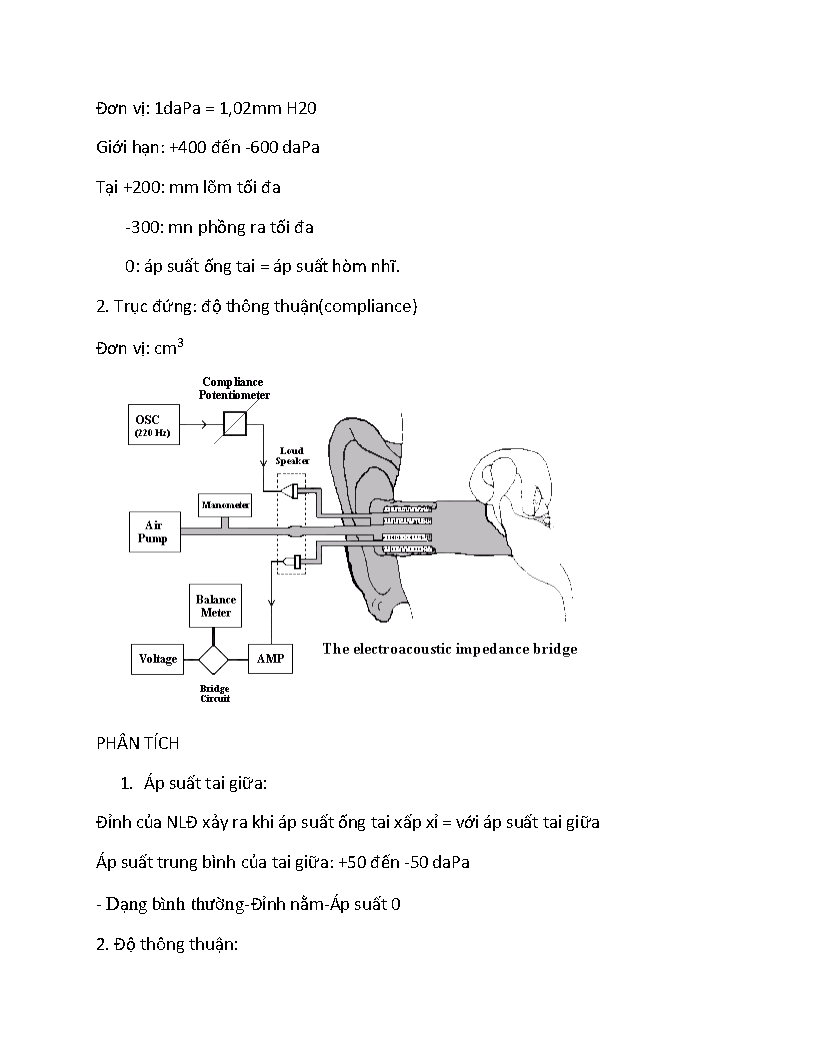 Đơn vị: 1daPa = 1,02mm H20
Giới hạn: +400 đến -600 daPa
Tại +200: mm lõm tối đa
-300: mn phồng ra tối đa
0: áp suất ống tai = áp suất hòm nhĩ.
2. Trục đứng: độ thông thuận(compliance)
Đơn vị: cm³
Compliance
Potentiometer
OSC
(220 Hz)
Loud
Speaker
Manometer
Air
Pump
Balance
Meter
Voltage
AMP
Bridge
Circuit
The electroacoustic impedance bridge
PHÂN TÍCH
1. Áp suất tai giữa:
Đỉnh của NLĐ xảy ra khi áp suất ống tai xấp xỉ = với áp suất tai giữa
Áp suất trung bình của tai giữa: +50 đến -50 daPa
- Dạng bình thường-Đỉnh nằm-Áp suất 0
2. Độ thông thuận: